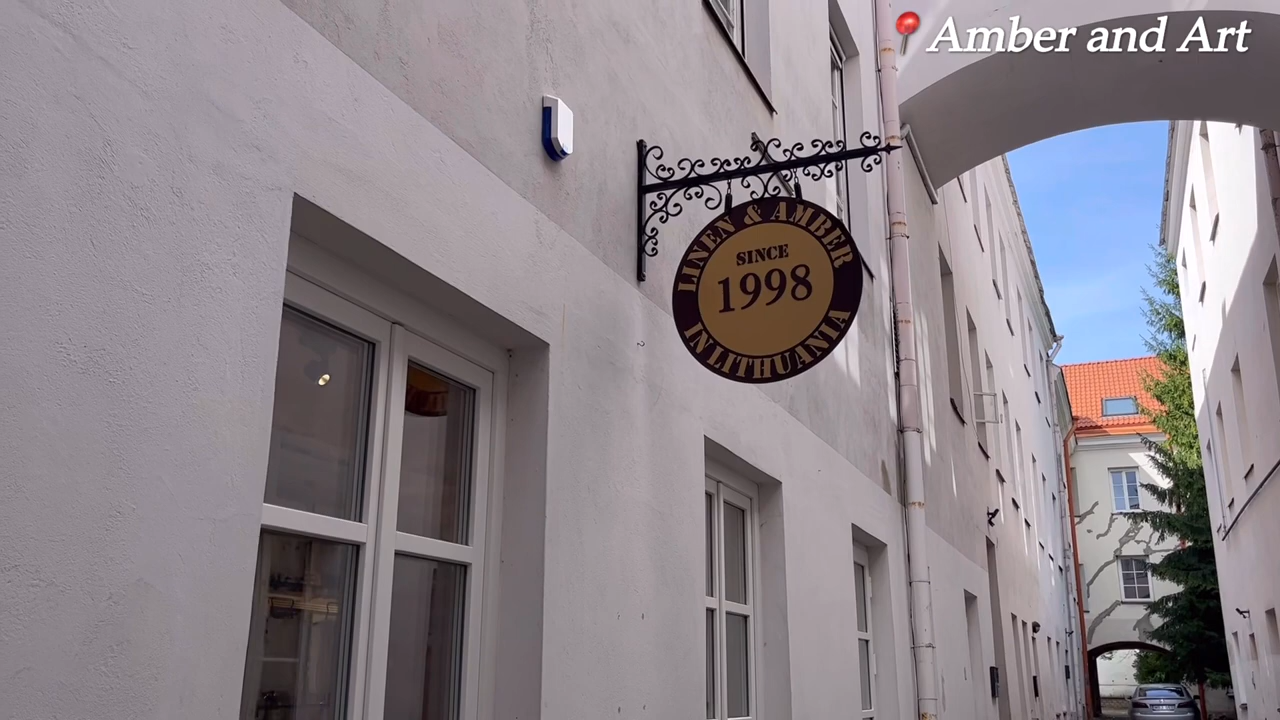 Amber and Art
LINEN & AMBER
SINCE
1998
IN LITHUANIA